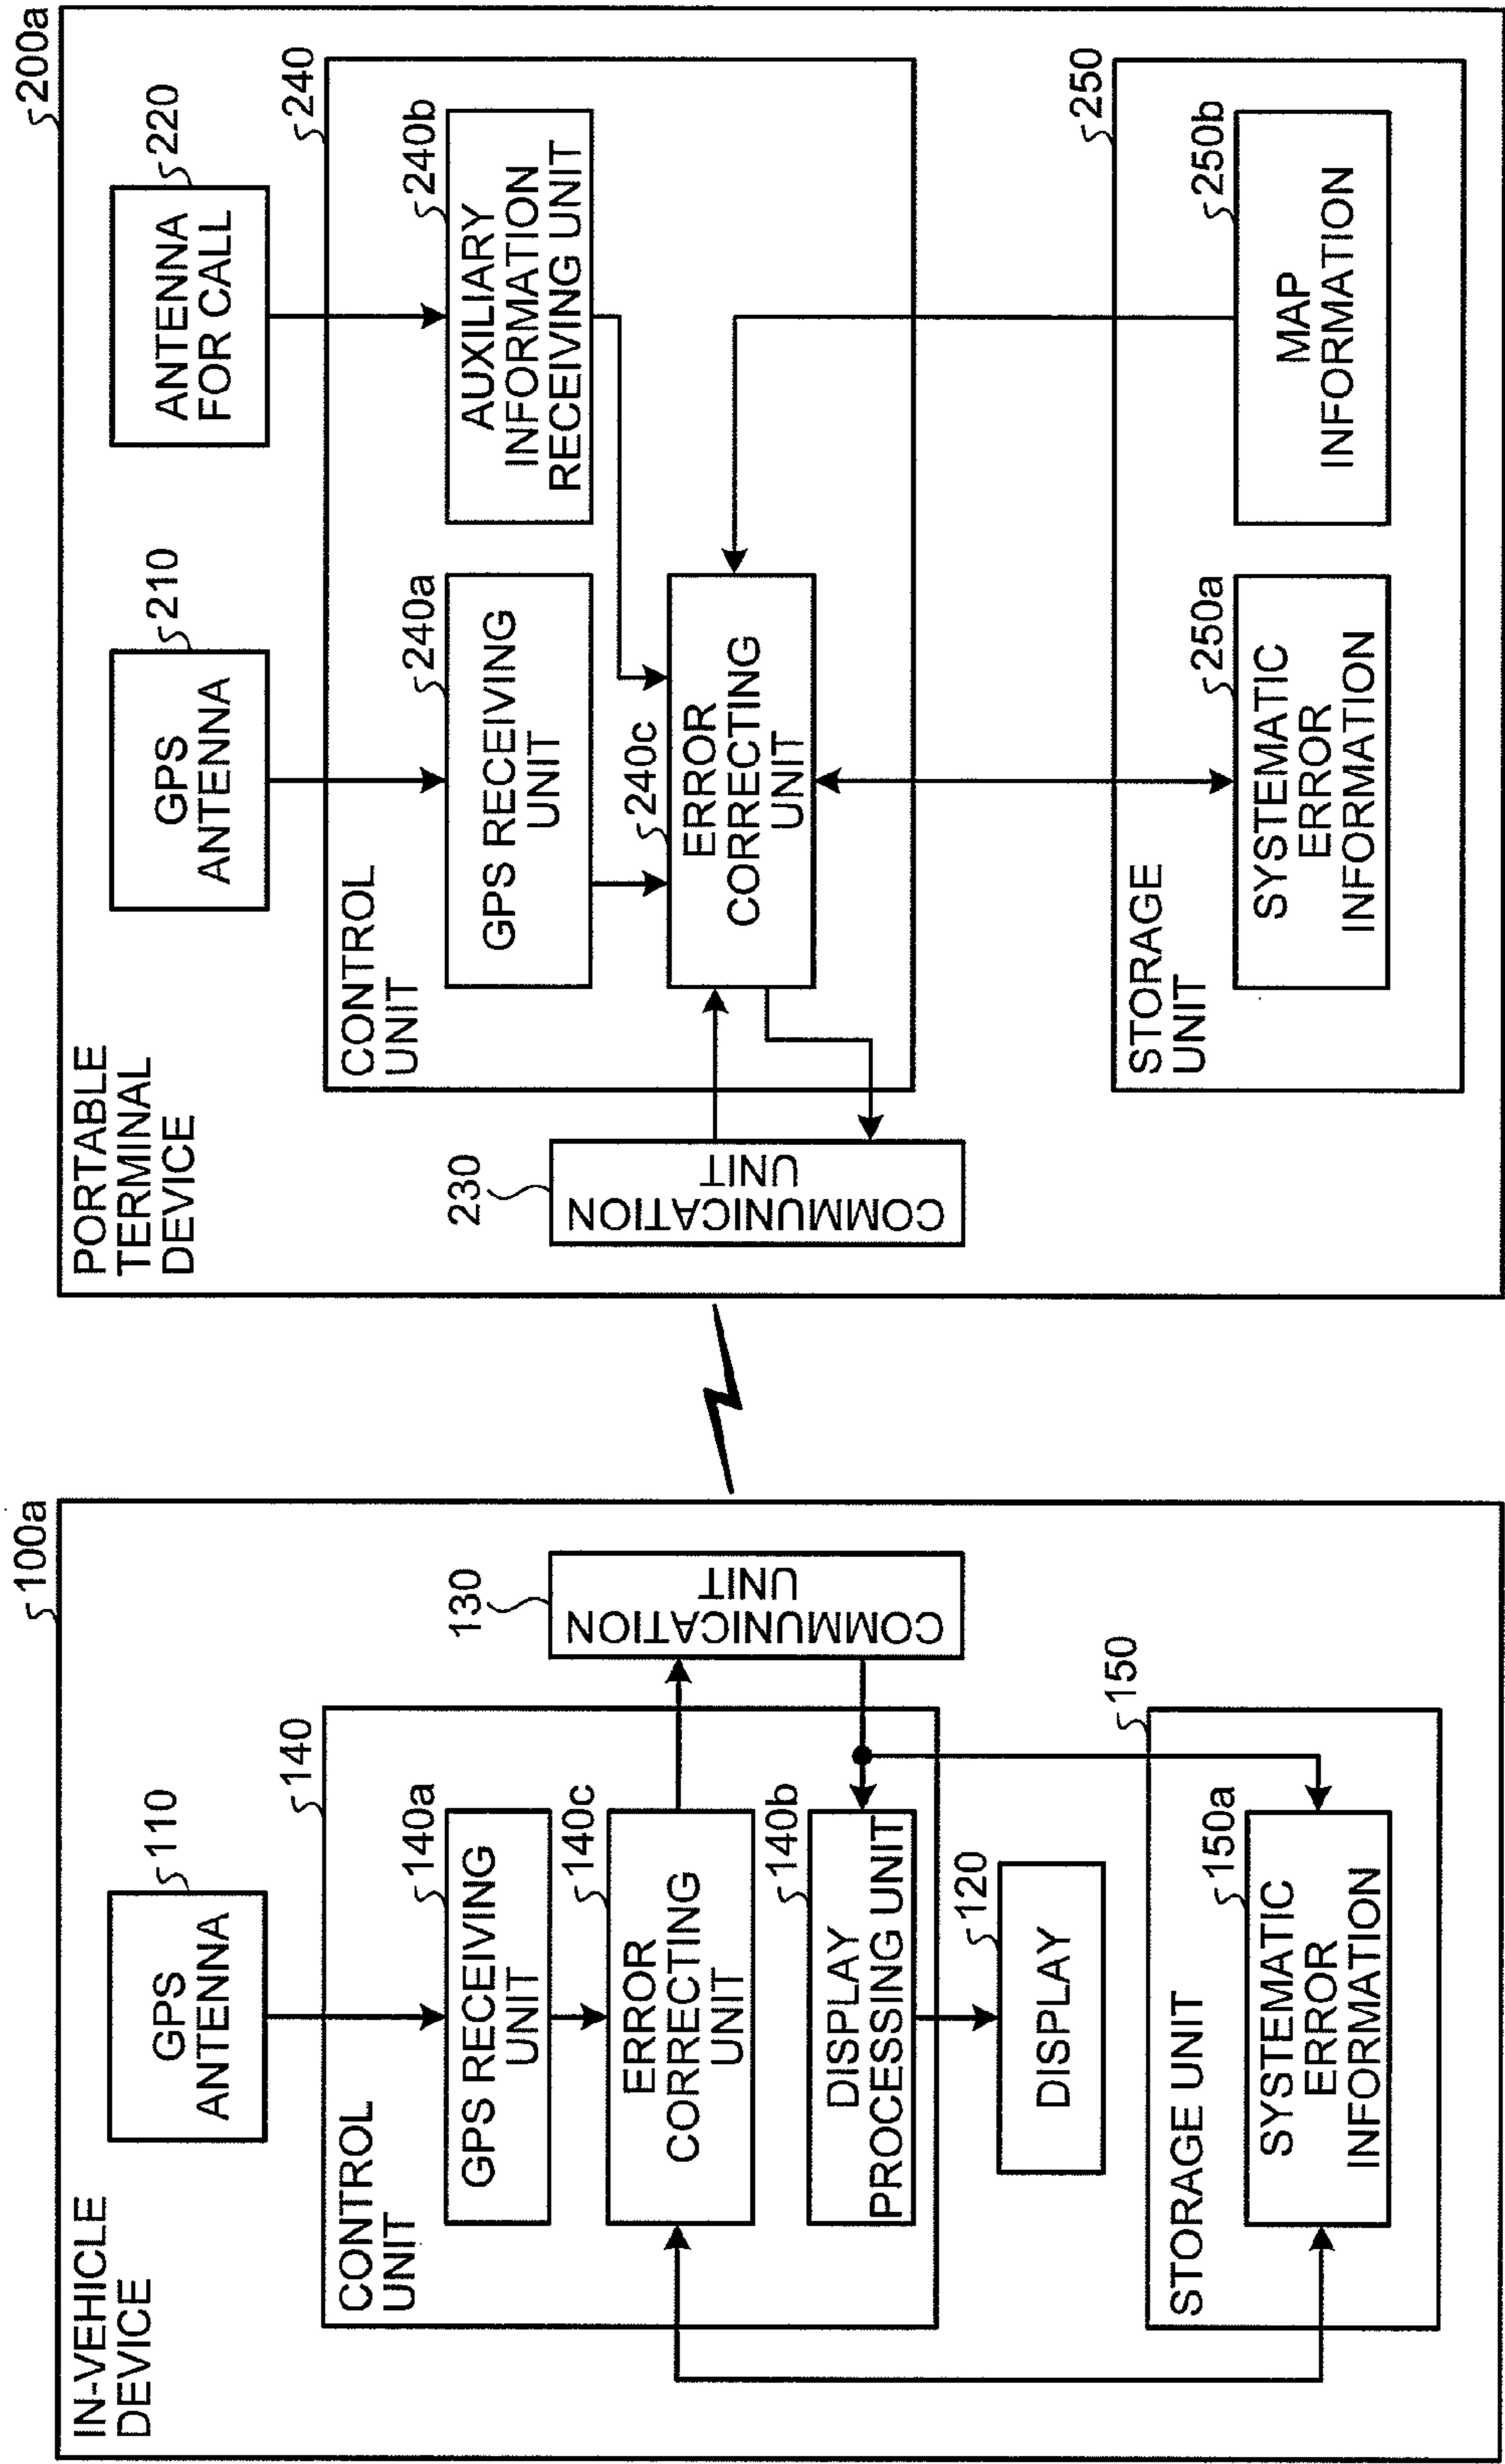 100a
IN-VEHICLE
DEVICE
110
GPS
ANTENNA
140
CONTROL
UNIT
140a
GPS RECEIVING
UNIT
140c
ERROR
CORRECTING
UNIT
140b
DISPLAY
PROCESSING UNIT
130
COMMUNICATION
UNIT
120
DISPLAY
150
STORAGE UNIT
150a
SYSTEMATIC
ERROR
INFORMATION
200a
PORTABLE
TERMINAL
DEVICE
210
GPS
ANTENNA
220
ANTENNA
FOR CALL
240
CONTROL
UNIT
240a
GPS RECEIVING
UNIT
240b
AUXILIARY
INFORMATION
RECEIVING UNIT
240c
ERROR
CORRECTING
UNIT
230
COMMUNICATION
UNIT
250
STORAGE
UNIT
250a
SYSTEMATIC
ERROR
INFORMATION
250b
MAP
INFORMATION